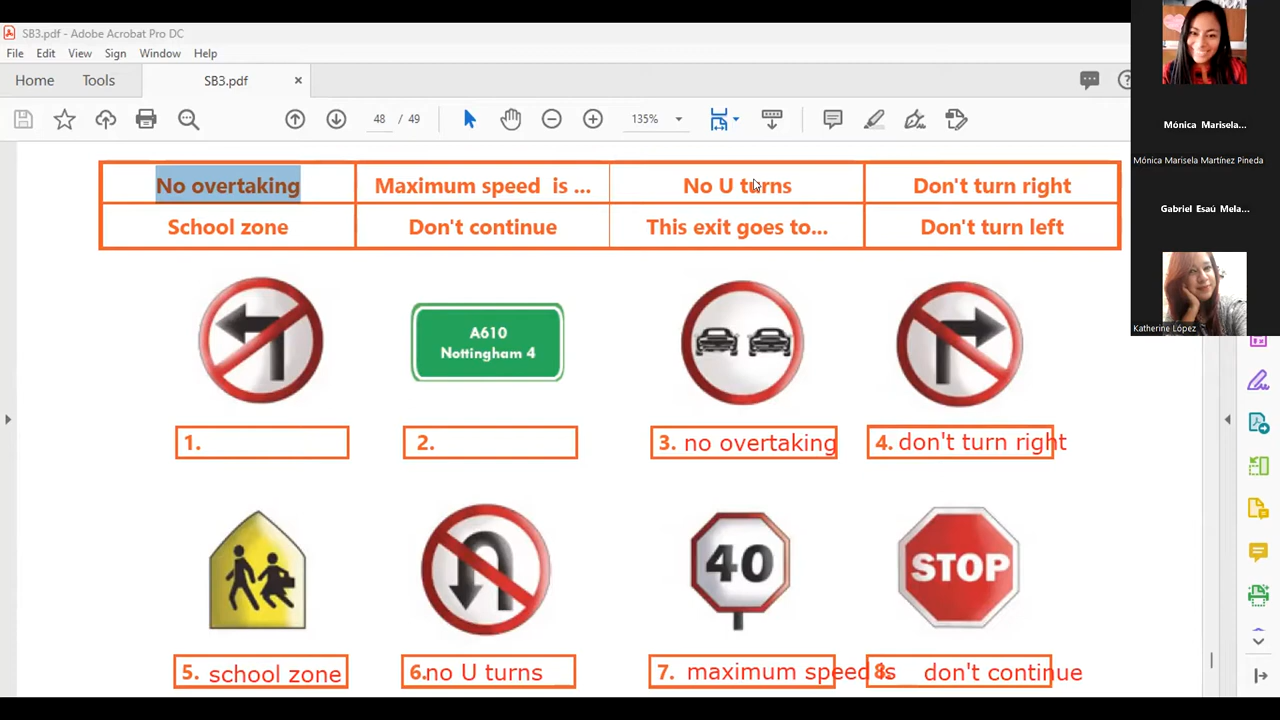 SB3.pdf - Adobe Acrobat Pro DC
File Edit View Sign Window Help
Home Tools SB3.pdf ×
48 / 49 135%
No overtaking Maximum speed is ... No U turns Don't turn right
School zone Don't continue This exit goes to... Don't turn left
A610
Nottingham 4
1. 2. 3. no overtaking 4. don't turn right
40 STOP
5. school zone 6. no U turns 7. maximum speed is 8. don't continue
Mónica Marisela...
Mónica Marisela Martínez Pineda
Gabriel Esaú Mela...
Katherine López